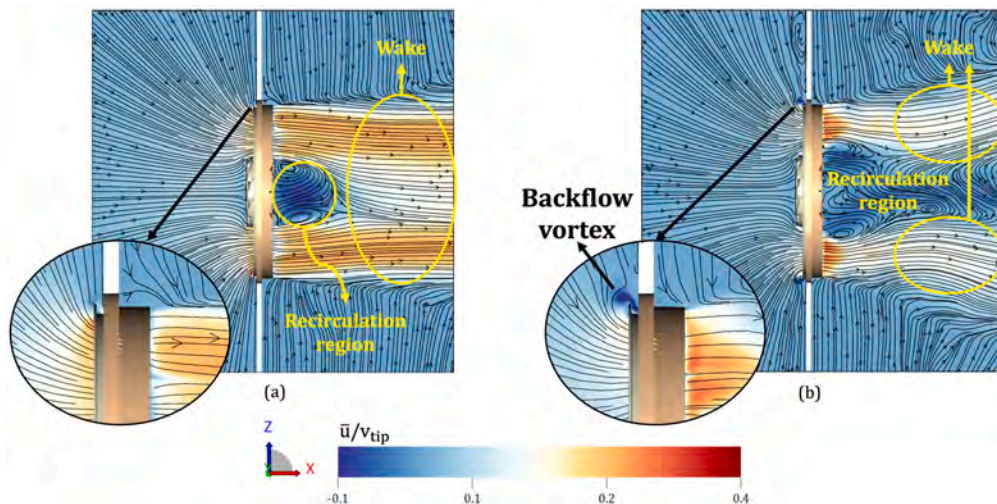 Wake
Recirculation
region
(a)
Wake
Recirculation
region
Backflow
vortex
(b)
Z
Y
X
ū/v_tip
-0.1
0.1
0.2
0.4